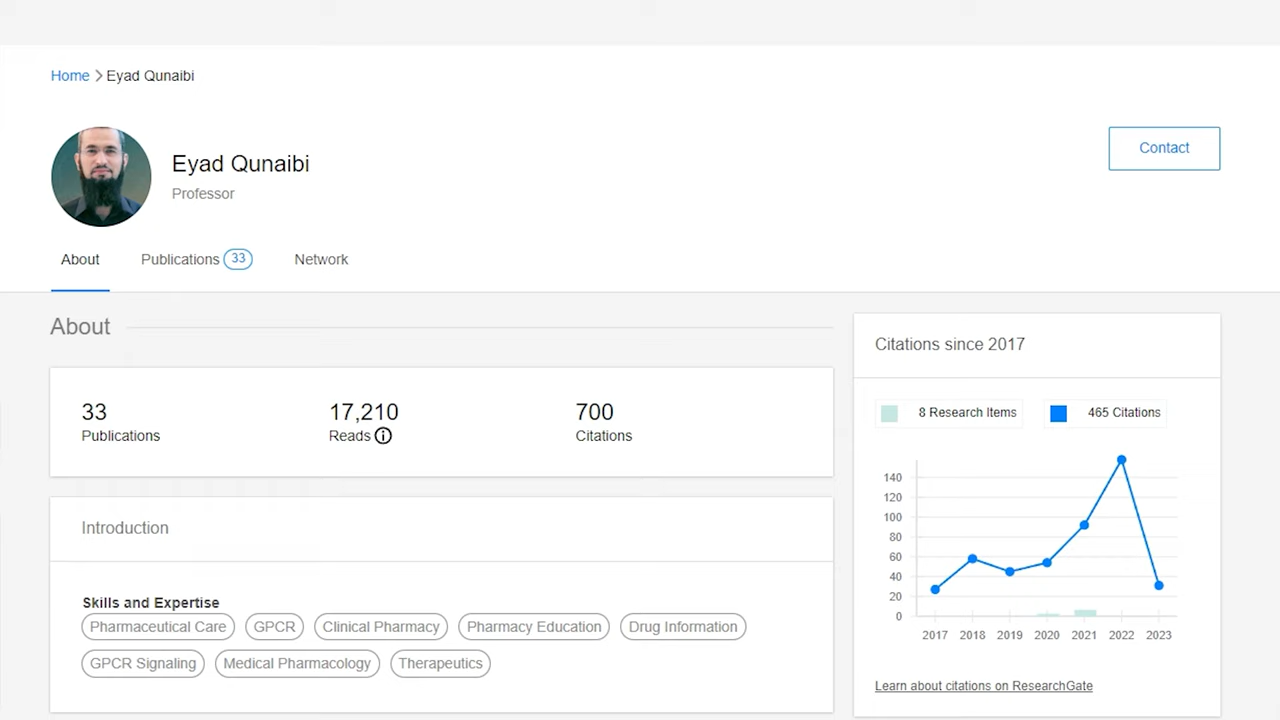 Home > Eyad Qunaibi
Eyad Qunaibi
Professor
Contact
About
Publications 33
Network
About
33
Publications
17,210
Reads
700
Citations
Introduction
Skills and Expertise
Pharmaceutical Care
GPCR
Clinical Pharmacy
Pharmacy Education
Drug Information
GPCR Signaling
Medical Pharmacology
Therapeutics
Citations since 2017
8 Research Items
465 Citations
140
120
100
80
60
40
20
0
2017 2018 2019 2020 2021 2022 2023
Learn about citations on ResearchGate